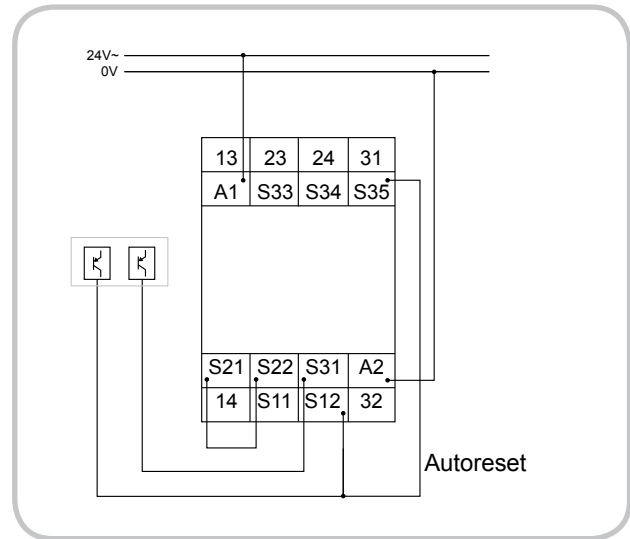 24V~
0V
13 23 24 31
A1 S33 S34 S35
S21 S22 S31 A2
14 S11 S12 32
Autoreset